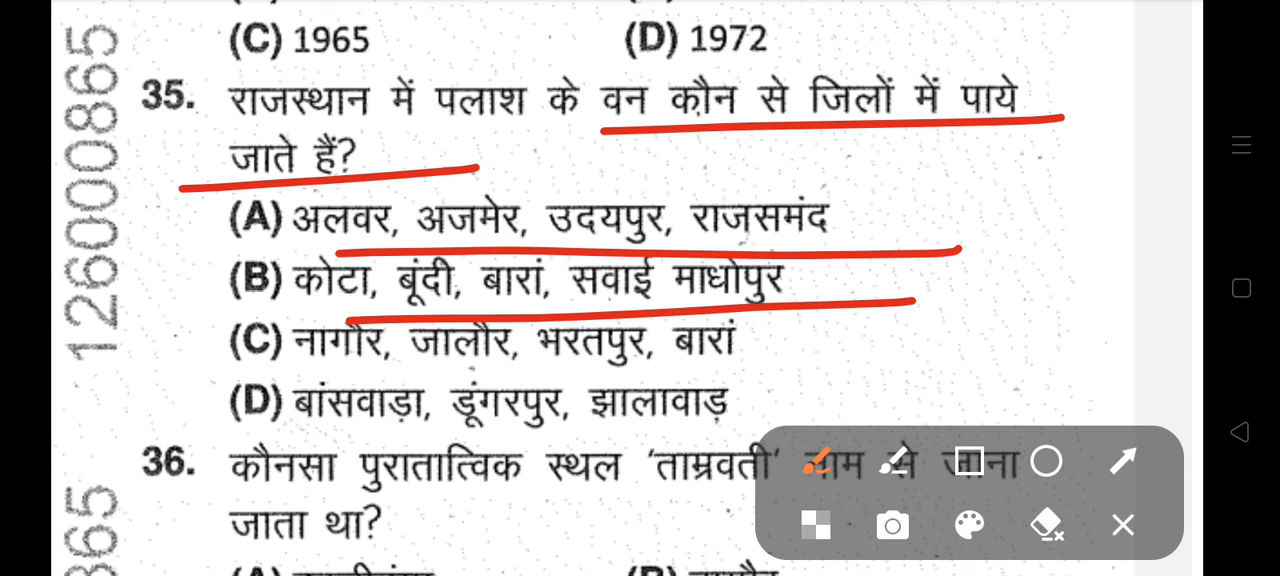 (C) 1965 (D) 1972
35. राजस्थान में पलाश के वन कौन से जिलों में पाये
जाते हैं?
(A) अलवर, अजमेर, उदयपुर, राजसमंद
(B) कोटा, बूंदी, बारां, सवाई माधोपुर
(C) नागौर, जालौर, भरतपुर, बारां
(D) बांसवाड़ा, डूंगरपुर, झालावाड़
36. कौनसा पुरातात्विक स्थल 'ताम्रवती' नाम से जाना
जाता था?
(A) (B)
126000865
865